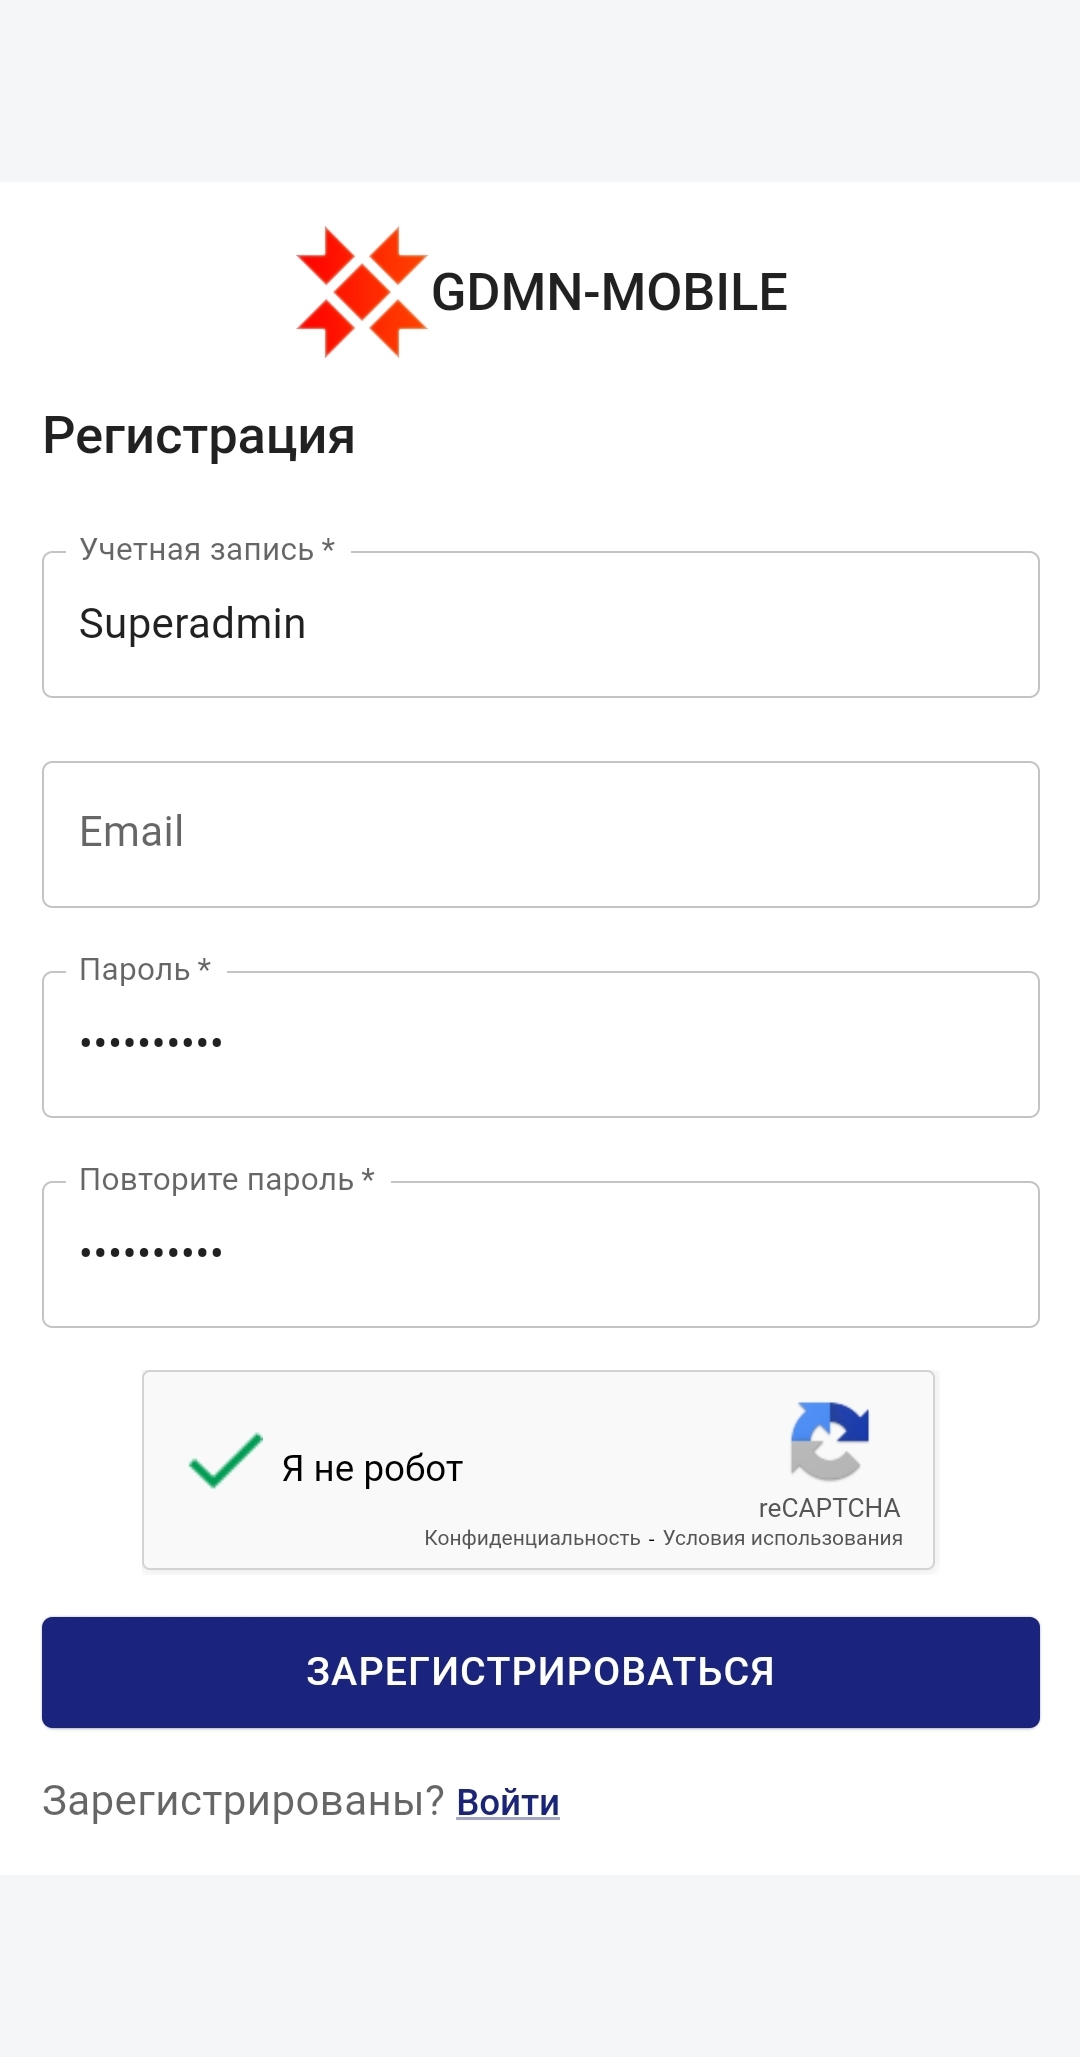 GDMN-MOBILE
Регистрация
Учетная запись *
Superadmin
Email
Пароль *
••••••••••
Повторите пароль *
••••••••••
Я не робот
reCAPTCHA
Конфиденциальность - Условия использования
ЗАРЕГИСТРИРОВАТЬСЯ
Зарегистрированы? Войти